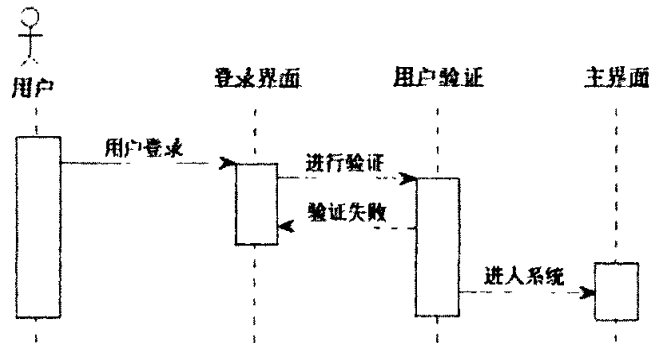 用户
登录界面
用户验证
主界面
用户登录
进行验证
验证失败
进入系统